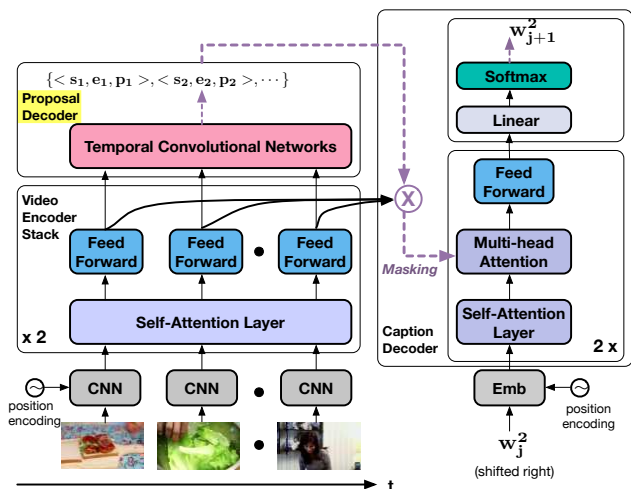 {< s₁, e₁, p₁ >, < s₂, e₂, p₂ >, · · · }
Proposal
Decoder
Temporal Convolutional Networks
Video
Encoder
Stack
Feed
Forward
Feed
Forward
Feed
Forward
Self-Attention Layer
x 2
CNN
CNN
CNN
position
encoding
t
X
Masking
w²ⱼ₊₁
Softmax
Linear
Feed
Forward
Multi-head
Attention
Self-Attention
Layer
Caption
Decoder
2 x
Emb
position
encoding
w²ⱼ
(shifted right)